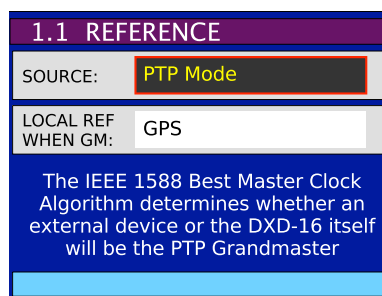 1.1 REFERENCE
SOURCE: PTP Mode
LOCAL REF
WHEN GM: GPS
The IEEE 1588 Best Master Clock
Algorithm determines whether an
external device or the DXD-16 itself
will be the PTP Grandmaster